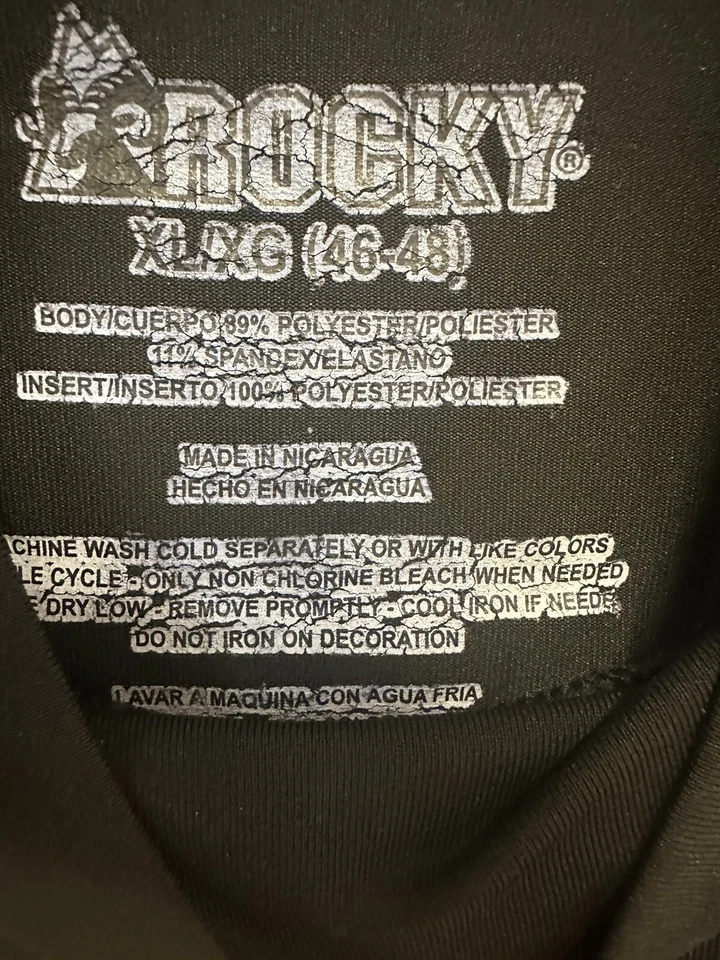 ROCKY®
XL/XG (46-48)
BODY/CUERPO 89% POLYESTER/POLIESTER
11% SPANDEX/ELASTANO
INSERT/INSERTO 100% POLYESTER/POLIESTER
MADE IN NICARAGUA
HECHO EN NICARAGUA
CHINE WASH COLD SEPARATELY OR WITH LIKE COLORS
LE CYCLE - ONLY NON CHLORINE BLEACH WHEN NEEDED
E DRY LOW - REMOVE PROMPTLY - COOL IRON IF NEEDE
DO NOT IRON ON DECORATION
LAVAR A MAQUINA CON AGUA FRIA